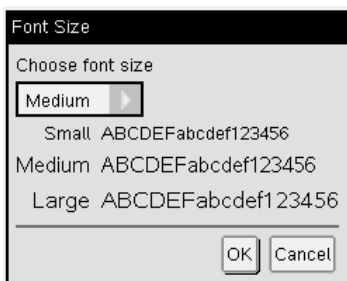 Font Size
Choose font size
Medium
Small ABCDEFabcdef123456
Medium ABCDEFabcdef123456
Large ABCDEFabcdef123456
OK Cancel